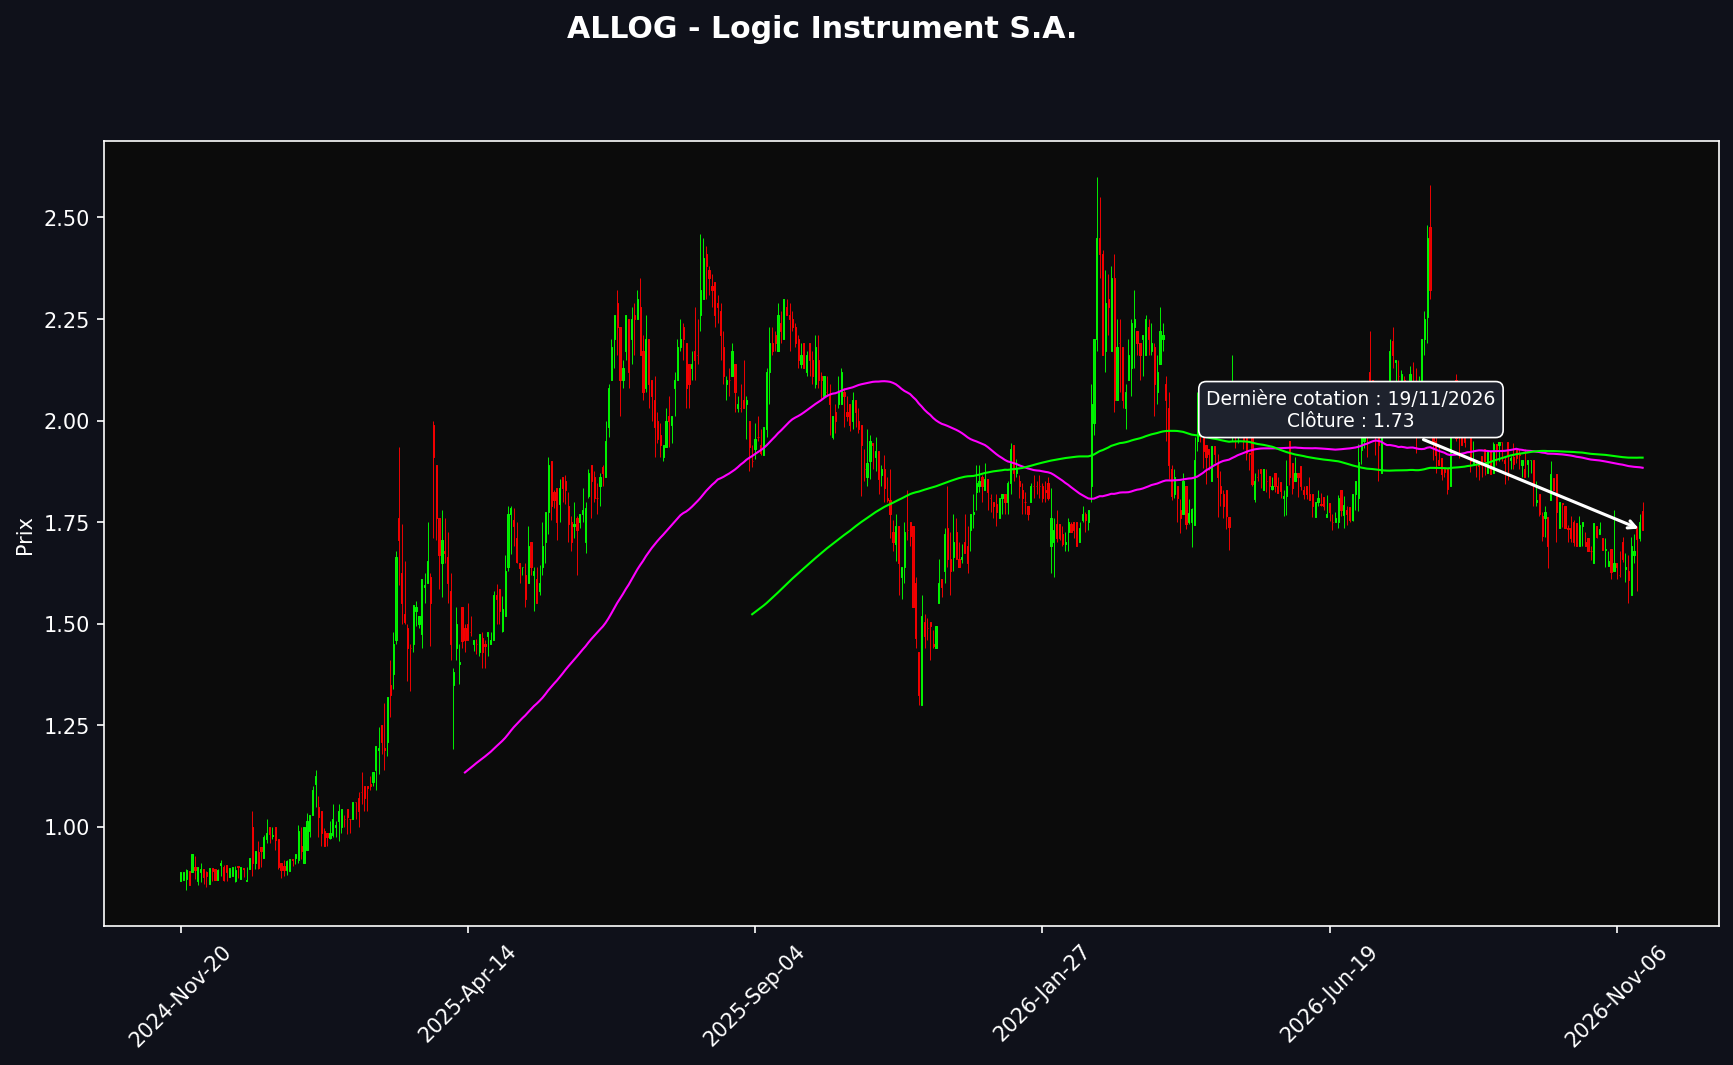 ALLOG - Logic Instrument S.A.
Prix
2.50
2.25
2.00
1.75
1.50
1.25
1.00
Dernière cotation : 19/11/2026
Clôture : 1.73
2024-Nov-20
2025-Apr-14
2025-Sep-04
2026-Jan-27
2026-Jun-19
2026-Nov-06